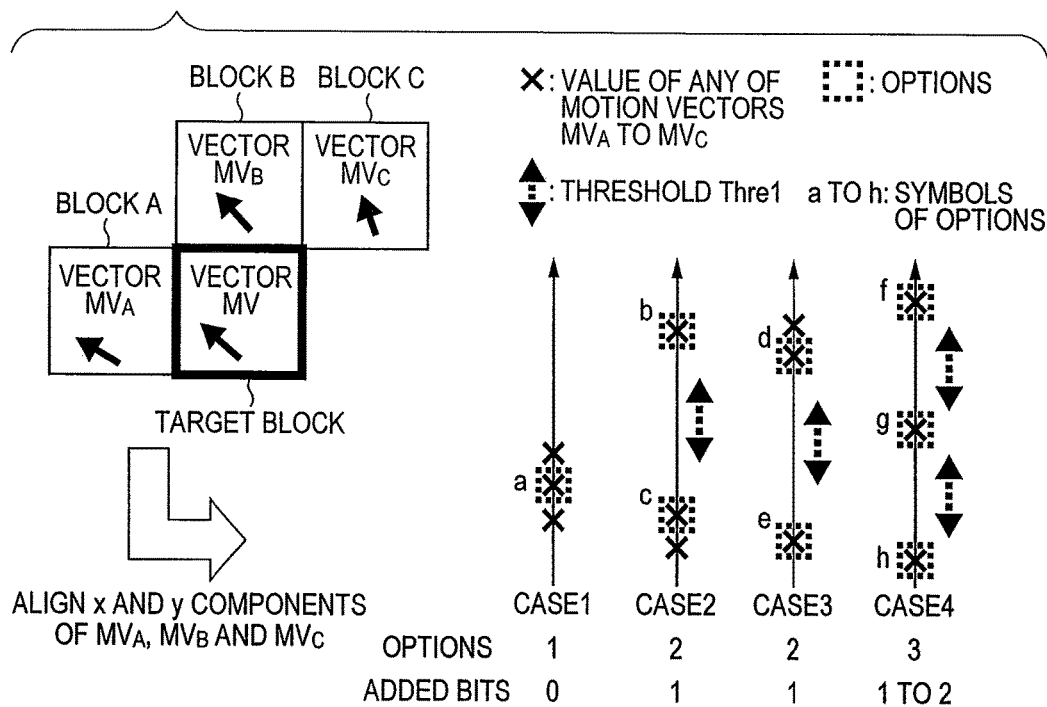 BLOCK B
BLOCK C
VECTOR
MVB
VECTOR
MVC
BLOCK A
VECTOR
MVA
VECTOR
MV
TARGET BLOCK
ALIGN x AND y COMPONENTS
OF MVA, MVB AND MVC
: VALUE OF ANY OF
MOTION VECTORS
MVA TO MVC
: OPTIONS
: THRESHOLD Thre1
a TO h: SYMBOLS
OF OPTIONS
a
b
c
d
e
f
g
h
CASE1 CASE2 CASE3 CASE4
OPTIONS 1 2 2 3
ADDED BITS 0 1 1 1 TO 2